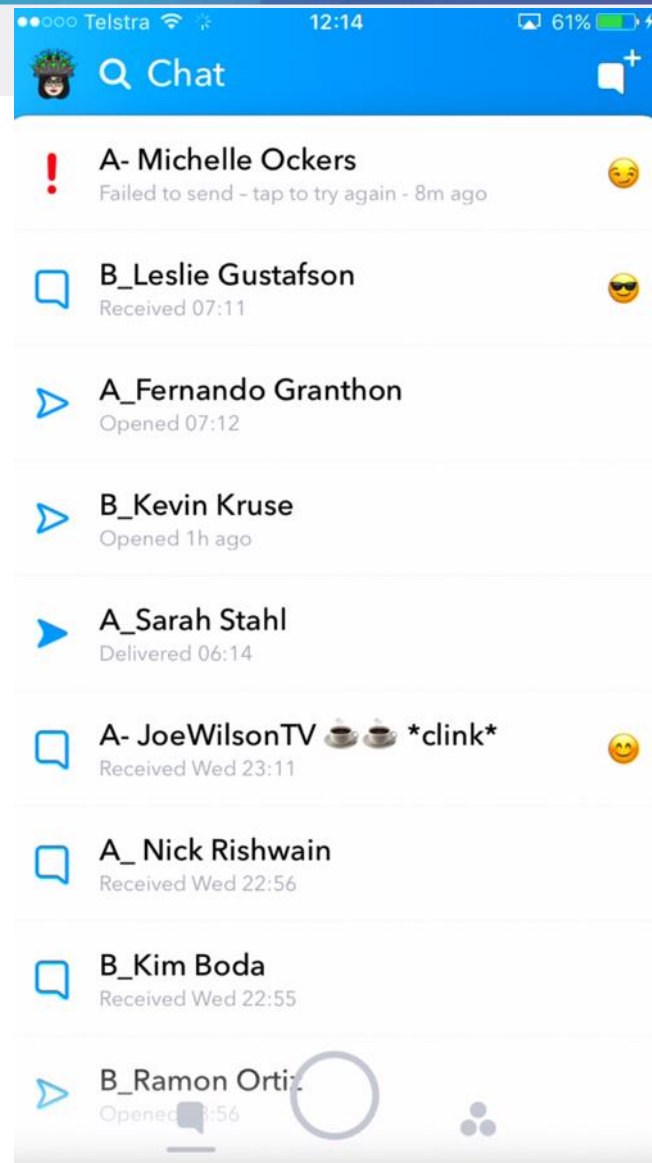 Telstra 12:14 61%
Chat
A- Michelle Ockers
Failed to send – tap to try again - 8m ago
B_Leslie Gustafson
Received 07:11
A_Fernando Granthon
Opened 07:12
B_Kevin Kruse
Opened 1h ago
A_Sarah Stahl
Delivered 06:14
A- JoeWilsonTV ☕☕ *clink*
Received Wed 23:11
A_ Nick Rishwain
Received Wed 22:56
B_Kim Boda
Received Wed 22:55
B_Ramon Ortiz
Opened